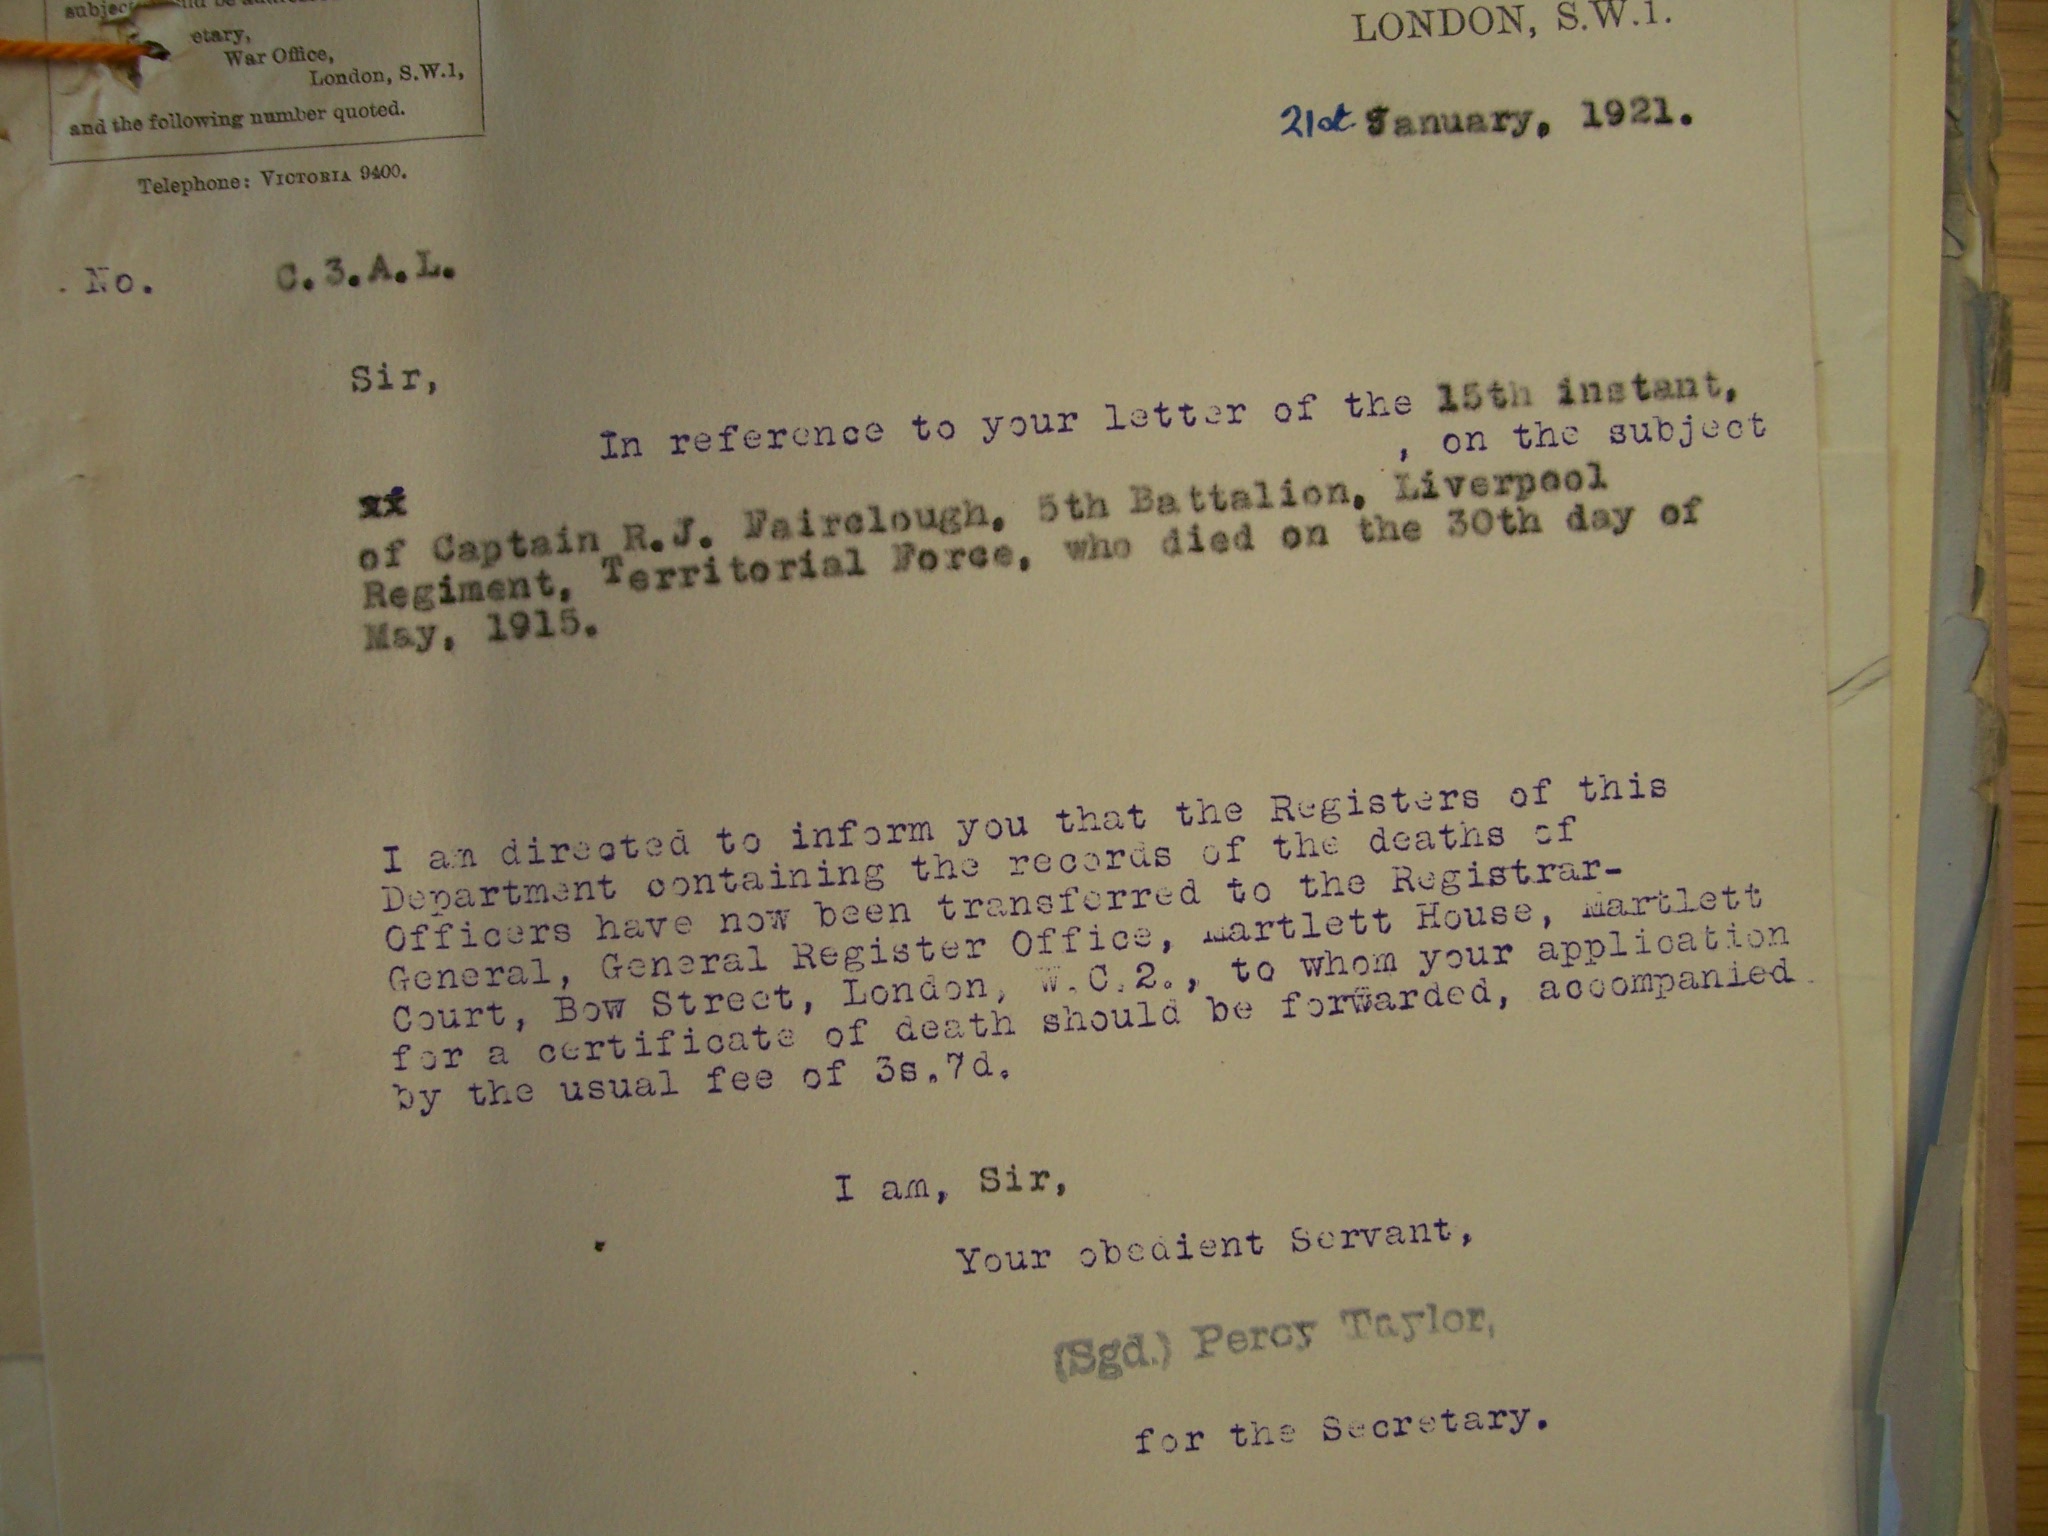 LONDON, S.W.1.
etary,
War Office,
London, S.W.1,
and the following number quoted.
21st January, 1921.
Telephone: VICTORIA 9400.
No. C.3.A.L.
Sir,
In reference to your letter of the 15th instant,
, on the subject
xx
of Captain R.J. Fairclough, 5th Battalion, Liverpool
Regiment, Territorial Force, who died on the 30th day of
May, 1915.
I am directed to inform you that the Registers of this
Department containing the records of the deaths of
Officers have now been transferred to the Registrar-
General, General Register Office, Martlett House, Martlett
Court, Bow Street, London, W.C.2., to whom your application
for a certificate of death should be forwarded, accompanied
by the usual fee of 3s.7d.
I am, Sir,
Your obedient Servant,
(Sgd.) Percy Taylor,
for the Secretary.